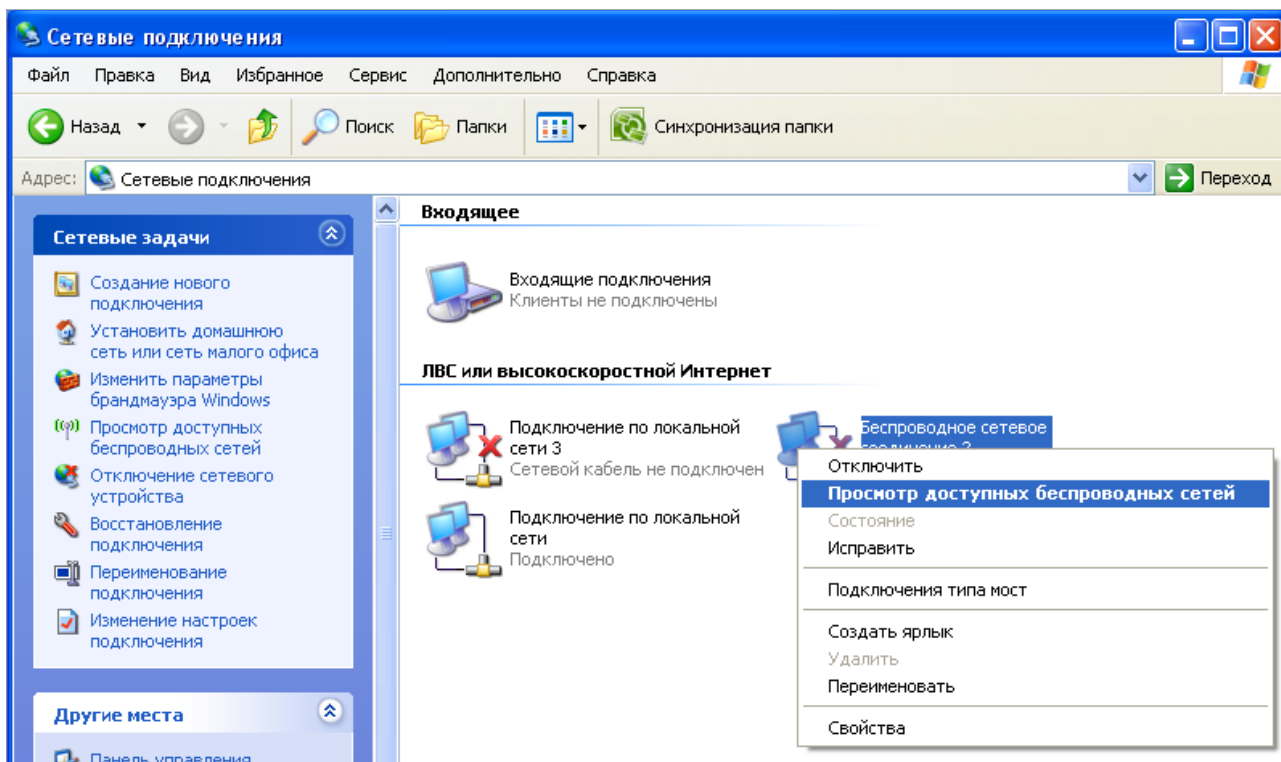 Сетевые подключения
Файл Правка Вид Избранное Сервис Дополнительно Справка
Назад Поиск Папки Синхронизация папки
Адрес: Сетевые подключения Переход
Сетевые задачи
Создание нового
подключения
Установить домашнюю
сеть или сеть малого офиса
Изменить параметры
брандмауэра Windows
Просмотр доступных
беспроводных сетей
Отключение сетевого
устройства
Восстановление
подключения
Переименование
подключения
Изменение настроек
подключения
Другие места
Панель управления
Входящее
Входящие подключения
Клиенты не подключены
ЛВС или высокоскоростной Интернет
Подключение по локальной
сети 3
Сетевой кабель не подключен
Подключение по локальной
сети
Подключено
Беспроводное сетевое
соединение 2
Отключить
Просмотр доступных беспроводных сетей
Состояние
Исправить
Подключения типа мост
Создать ярлык
Удалить
Переименовать
Свойства